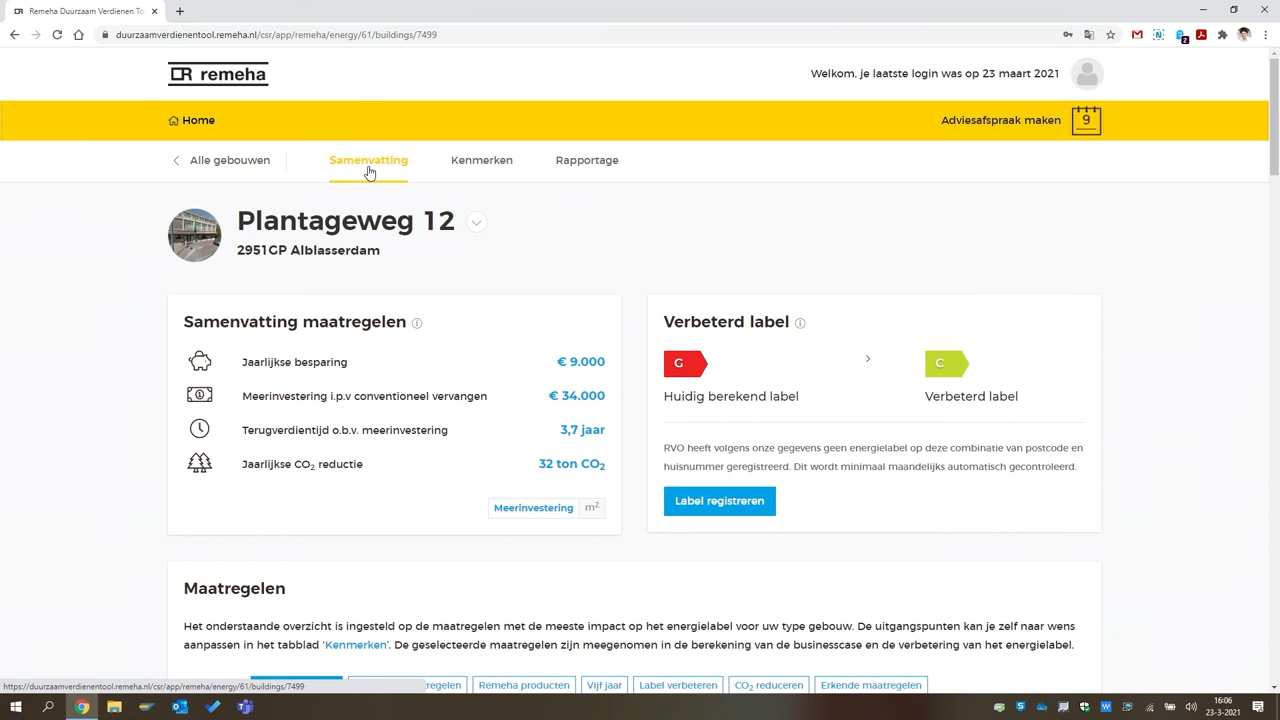 Remeha Duurzaam Verdienen To
duurzaamverdienentool.remeha.nl/csr/app/remeha/energy/61/buildings/7499
remeha
Welkom, je laatste login was op 23 maart 2021
Home
Adviesafspraak maken
9
Alle gebouwen
Samenvatting
Kenmerken
Rapportage
Plantageweg 12
2951GP Alblasserdam
Samenvatting maatregelen
Jaarlijkse besparing € 9.000
Meerinvestering i.p.v conventioneel vervangen € 34.000
Terugverdientijd o.b.v. meerinvestering 3,7 jaar
Jaarlijkse CO₂ reductie 32 ton CO₂
Meerinvestering m²
Verbeterd label
G
C
Huidig berekend label
Verbeterd label
RVO heeft volgens onze gegevens geen energielabel op deze combinatie van postcode en
huisnummer geregistreerd. Dit wordt minimaal maandelijks automatisch gecontroleerd.
Label registreren
Maatregelen
Het onderstaande overzicht is ingesteld op de maatregelen met de meeste impact op het energielabel voor uw type gebouw. De uitgangspunten kan je zelf naar wens
aanpassen in het tabblad 'Kenmerken'. De geselecteerde maatregelen zijn meegenomen in de berekening van de businesscase en de verbetering van het energielabel.
Remeha producten
Vijf jaar
Label verbeteren
CO₂ reduceren
Erkende maatregelen
https://duurzaamverdienentool.remeha.nl/csr/app/remeha/energy/61/buildings/7499
16:06
23-3-2021